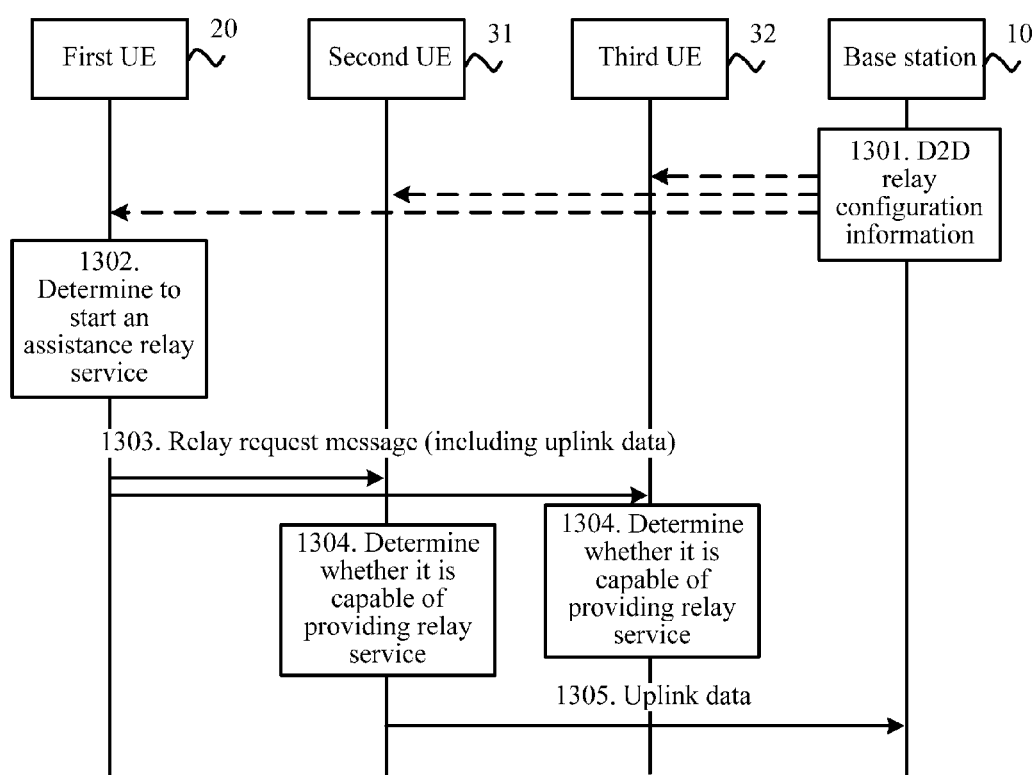 20
31
32
10
First UE
Second UE
Third UE
Base station
1301. D2D
relay
configuration
information
1302.
Determine to
start an
assistance relay
service
1303. Relay request message (including uplink data)
1304. Determine
whether it is
capable of
providing relay
service
1304. Determine
whether it is
capable of
providing relay
service
1305. Uplink data